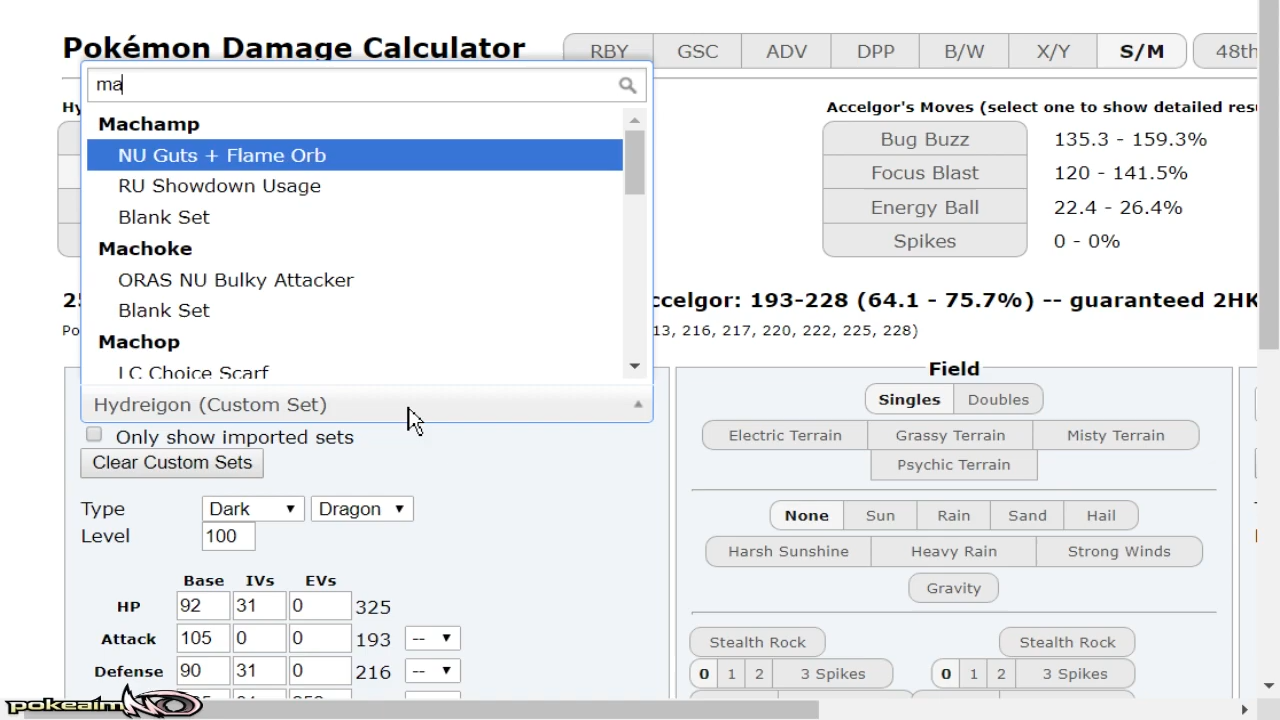 Pokémon Damage Calculator
RBY
GSC
ADV
DPP
B/W
X/Y
S/M
48th
ma
Hy
Machamp
NU Guts + Flame Orb
RU Showdown Usage
Blank Set
Machoke
ORAS NU Bulky Attacker
Blank Set
Machop
LC Choice Scarf
Hydreigon (Custom Set)
Only show imported sets
Clear Custom Sets
Accelgor's Moves (select one to show detailed
Bug Buzz 135.3 - 159.3%
Focus Blast 120 - 141.5%
Energy Ball 22.4 - 26.4%
Spikes 0 - 0%
193-228 (64.1 - 75.7%) -- guaranteed
216, 217, 220, 222, 225, 228)
Field
Singles Doubles
Electric Terrain Grassy Terrain Misty Terrain
Psychic Terrain
None Sun Rain Sand Hail
Harsh Sunshine Heavy Rain Strong Winds
Gravity
Stealth Rock Stealth Rock
0 1 2 3 Spikes 0 1 2 3 Spikes
Type Dark Dragon
Level 100
Base IVs EVs
HP 92 31 0 325
Attack 105 0 0 193 --
Defense 90 31 0 216 --
pokeaimMD